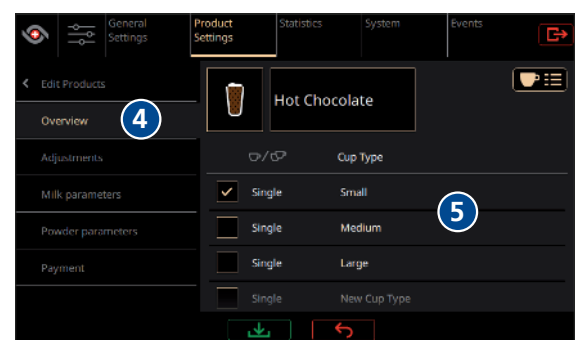 General Settings
Product Settings
Statistics
System
Events
Edit Products
Overview
4
Adjustments
Milk parameters
Powder parameters
Payment
Hot Chocolate
Cup Type
Single Small
Single Medium
5
Single Large
Single New Cup Type